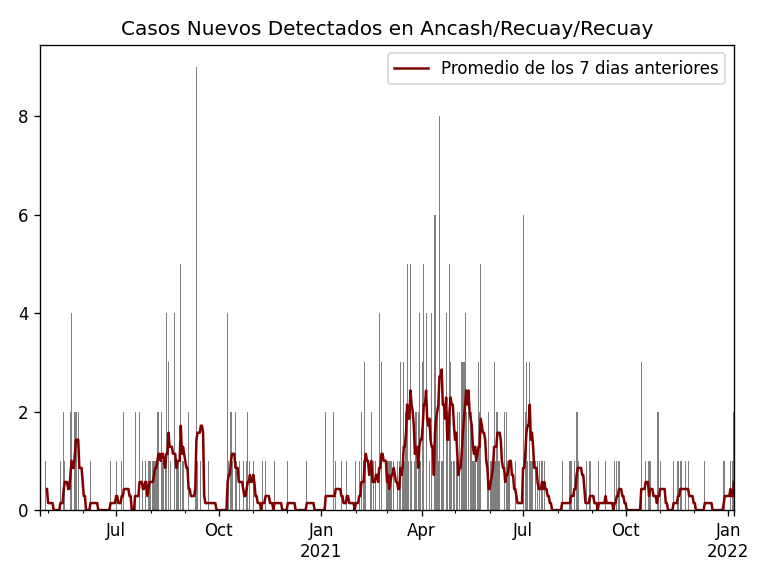 Casos Nuevos Detectados en Ancash/Recuay/Recuay
Promedio de los 7 dias anteriores
8
6
4
2
0
Jul
Oct
Jan
2021
Apr
Jul
Oct
Jan
2022